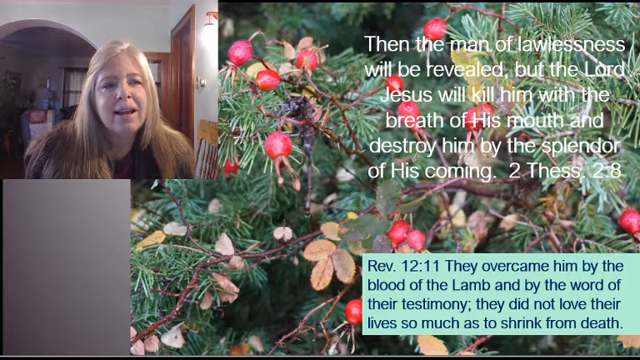 Then the man of lawlessness
will be revealed, but the Lord
Jesus will kill him with the
breath of His mouth and
destroy him by the splendor
of His coming.  2 Thess. 2:8
Rev. 12:11 They overcame him by the
blood of the Lamb and by the word of
their testimony; they did not love their
lives so much as to shrink from death.